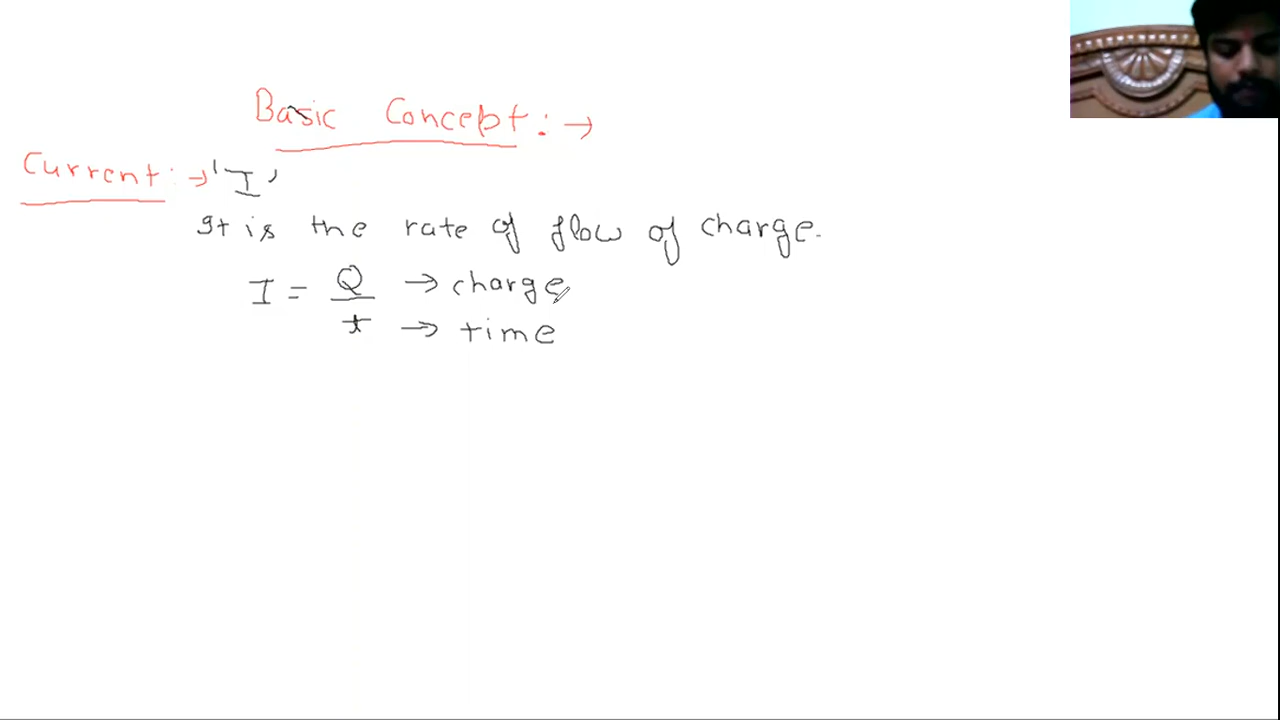 Basic Concept :→
Current :→ 'I'
It is the rate of flow of charge.
I = Q/t
→ charge
→ time